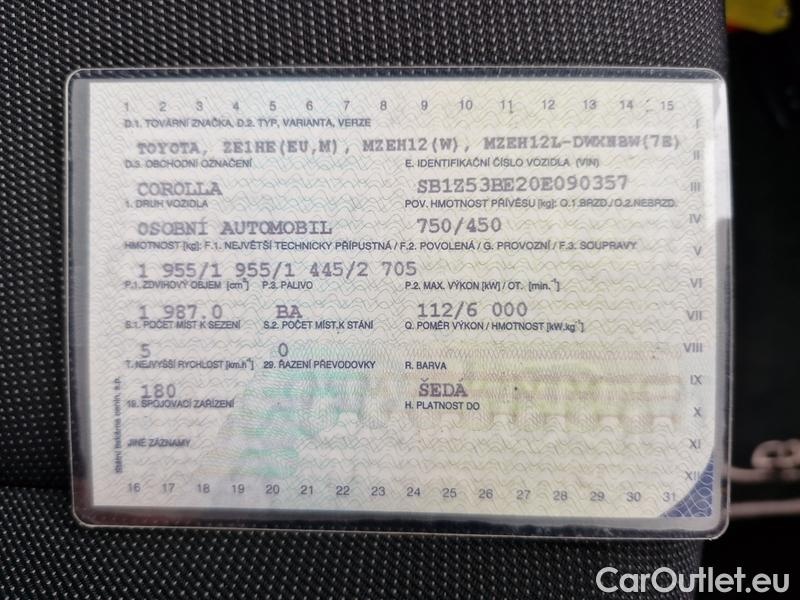 1 2 3 4 5 6 7 8 9 10 11 12 13 14 15
D.1. TOVÁRNÍ ZNAČKA, D.2. TYP, VARIANTA, VERZE I
TOYOTA, ZE1HE(EU,M), MZEH12(W), MZEH12L-DWXNBW(7E)
D.3. OBCHODNÍ OZNAČENÍ E. IDENTIFIKAČNÍ ČÍSLO VOZIDLA (VIN) II
COROLLA SB1Z53BE20E090357 III
1. DRUH VOZIDLA POV. HMOTNOST PŘÍVĚSU [kg]: O.1.BRZD./O.2.NEBRZD.
OSOBNÍ AUTOMOBIL 750/450 IV
HMOTNOST [kg]: F.1. NEJVĚTŠÍ TECHNICKY PŘÍPUSTNÁ / F.2. POVOLENÁ / G. PROVOZNÍ / F.3. SOUPRAVY V
1 955/1 955/1 445/2 705
P.1. ZDVIHOVÝ OBJEM [cm³] P.3. PALIVO P.2. MAX. VÝKON [kW] / OT. [min.⁻¹] VI
1 987.0 BA 112/6 000 VII
S.1. POČET MÍST K SEZENÍ S.2. POČET MÍST K STÁNÍ Q. POMĚR VÝKON / HMOTNOST [kW.kg⁻¹]
5 0 VIII
T. NEJVYŠŠÍ RYCHLOST [km.h⁻¹] 29. ŘAZENÍ PŘEVODOVKY R. BARVA
180 ŠEDÁ IX
19. SPOJOVACÍ ZAŘÍZENÍ H. PLATNOST DO X
JINÉ ZÁZNAMY XI
XII
16 17 18 19 20 21 22 23 24 25 26 27 28 29 30 31
Státní tiskárna cenin, s.p.
CarOutlet.eu